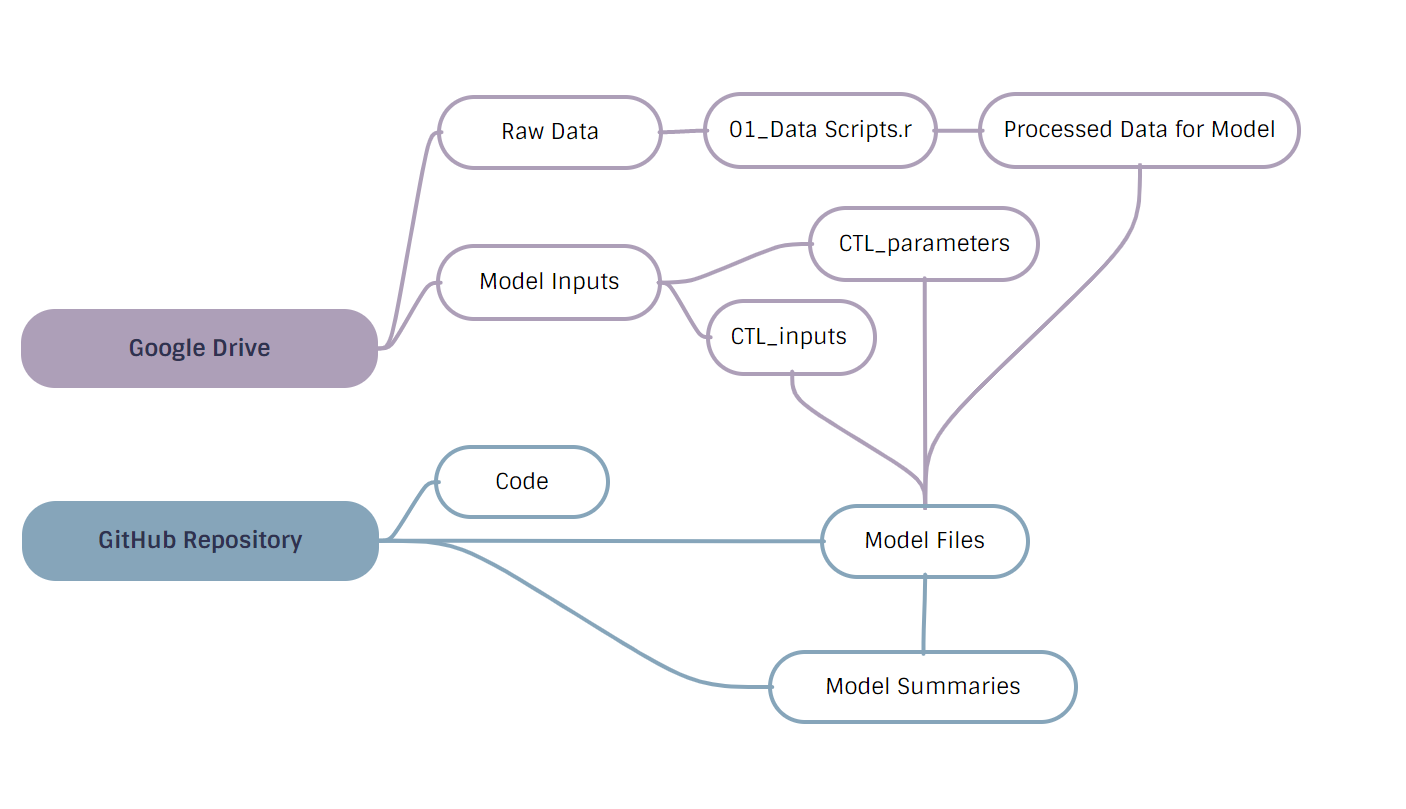 Raw Data
01_Data Scripts.r
Processed Data for Model
CTL_parameters
Model Inputs
CTL_inputs
Google Drive
Code
GitHub Repository
Model Files
Model Summaries